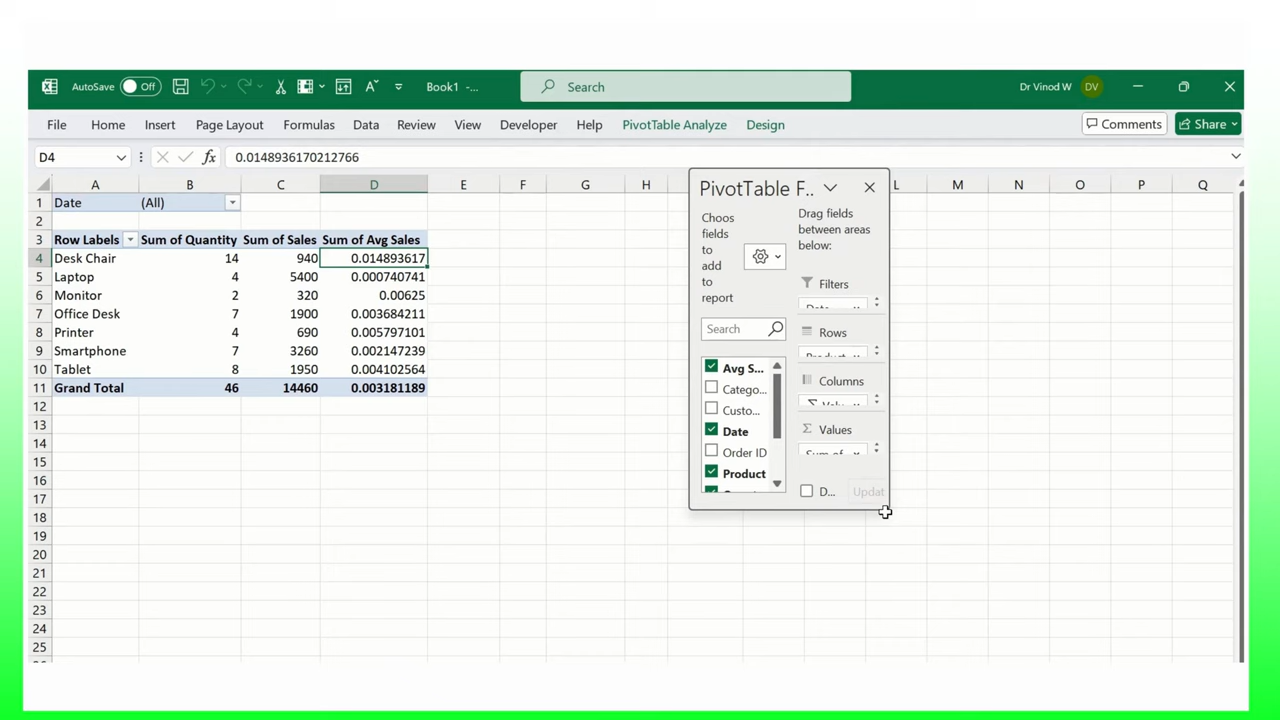 AutoSave Off Book1 -... Search Dr Vinod W DV
File Home Insert Page Layout Formulas Data Review View Developer Help PivotTable Analyze Design Comments Share
D4 fx 0.0148936170212766
A B C D E F G H L M N O P Q
1 Date (All)
2
3 Row Labels Sum of Quantity Sum of Sales Sum of Avg Sales
4 Desk Chair 14 940 0.014893617
5 Laptop 4 5400 0.000740741
6 Monitor 2 320 0.00625
7 Office Desk 7 1900 0.003684211
8 Printer 4 690 0.005797101
9 Smartphone 7 3260 0.002147239
10 Tablet 8 1950 0.004102564
11 Grand Total 46 14460 0.003181189
12
13
14
15
16
17
18
19
20
21
22
23
24
25
PivotTable F..
Choos
fields
to
add
to
report
Search
Avg S...
Catego...
Custo...
Date
Order ID
Product
Drag fields
between areas
below:
Filters
Rows
Columns
Values
D... Updat